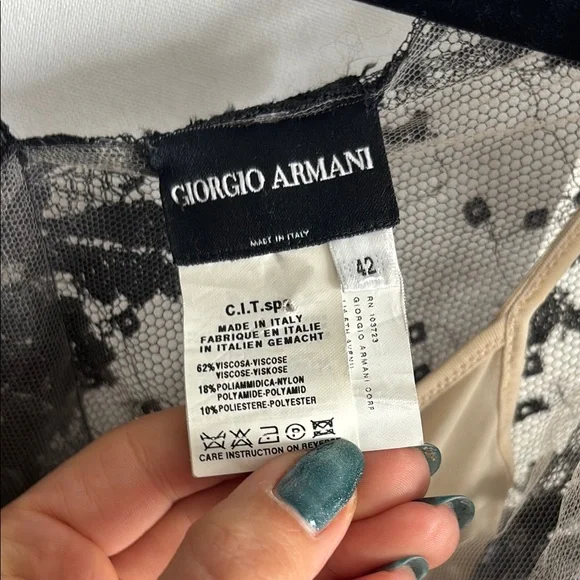 GIORGIO ARMANI
MADE IN ITALY
42
C.I.T.spa
MADE IN ITALY
FABRIQUE EN ITALIE
IN ITALIEN GEMACHT
62% VISCOSA-VISCOSE
VISCOSE-VISKOSE
18% POLIAMMIDICA-NYLON
POLYAMIDE-POLYAMID
10% POLIESTERE-POLYESTER
CARE INSTRUCTION ON REVERSE
RN 103723
GIORGIO ARMANI CORP